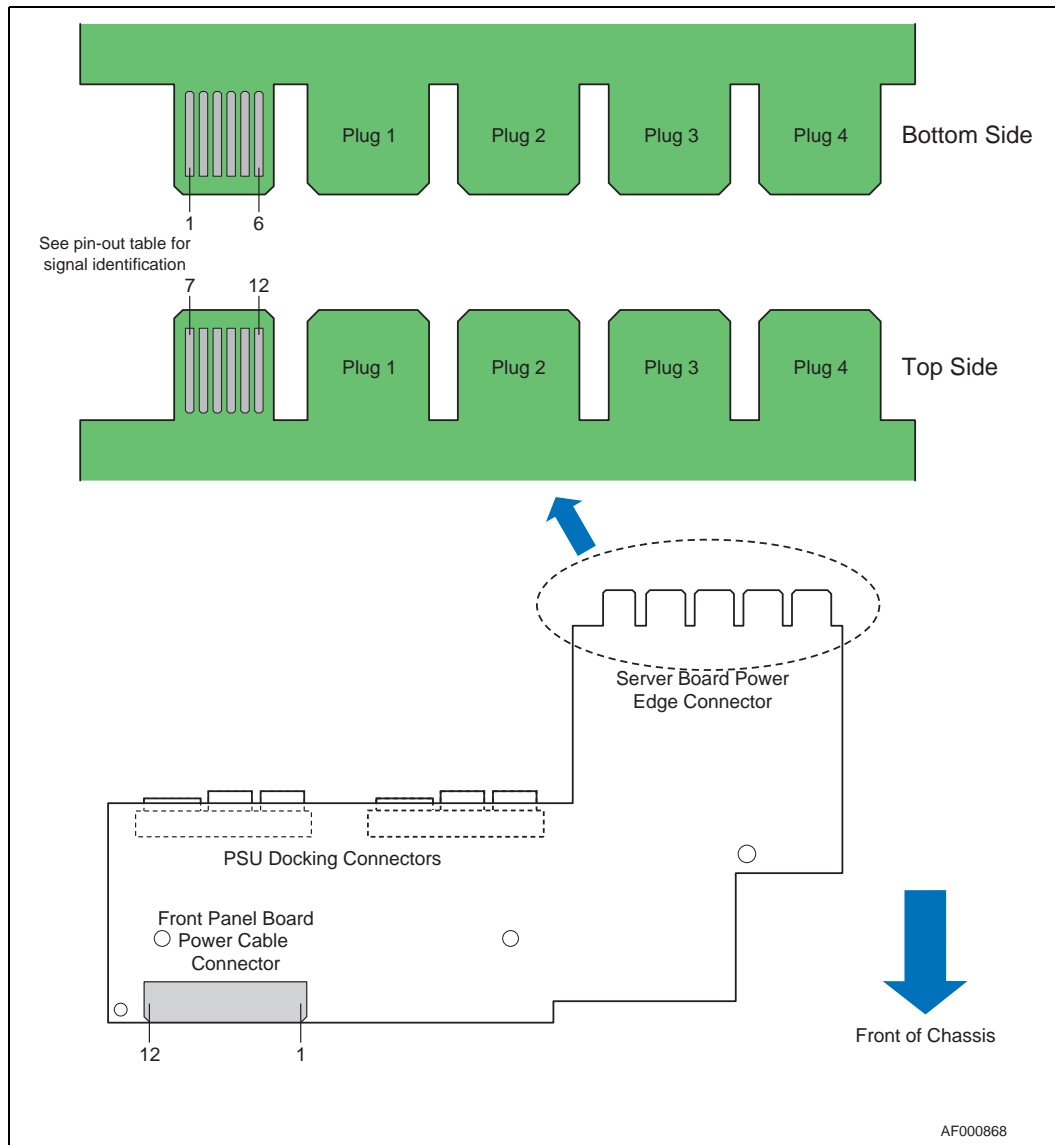 Plug 1
Plug 2
Plug 3
Plug 4
Bottom Side
1
6
See pin-out table for
signal identification
7
12
Plug 1
Plug 2
Plug 3
Plug 4
Top Side
Server Board Power
Edge Connector
PSU Docking Connectors
Front Panel Board
Power Cable
Connector
12
1
Front of Chassis
AF000868